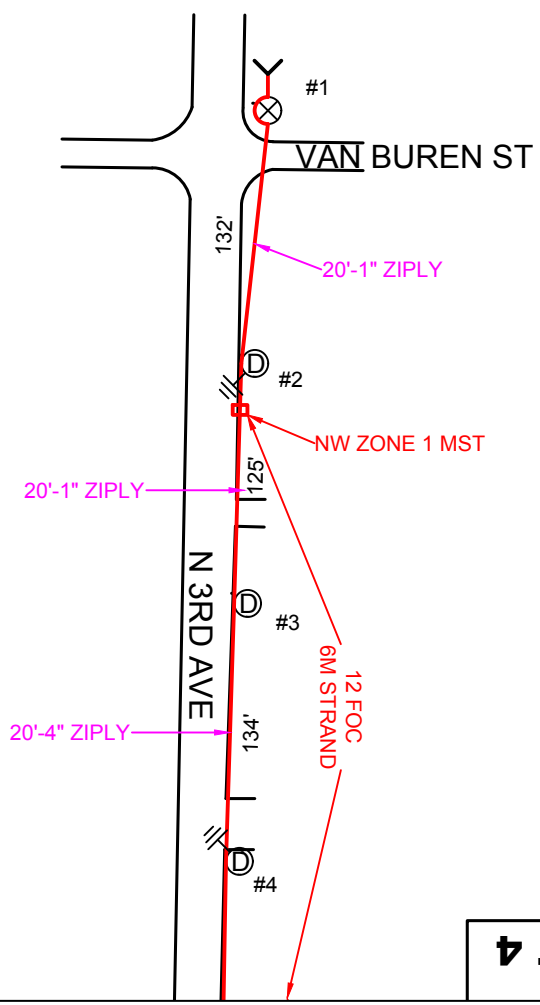 #1
VAN BUREN ST
132'
20'-1" ZIPLY
#2
NW ZONE 1 MST
20'-1" ZIPLY
125'
D
D
#3
N 3RD AVE
12 FOC
6M STRAND
20'-4" ZIPLY
134'
D
#4
4